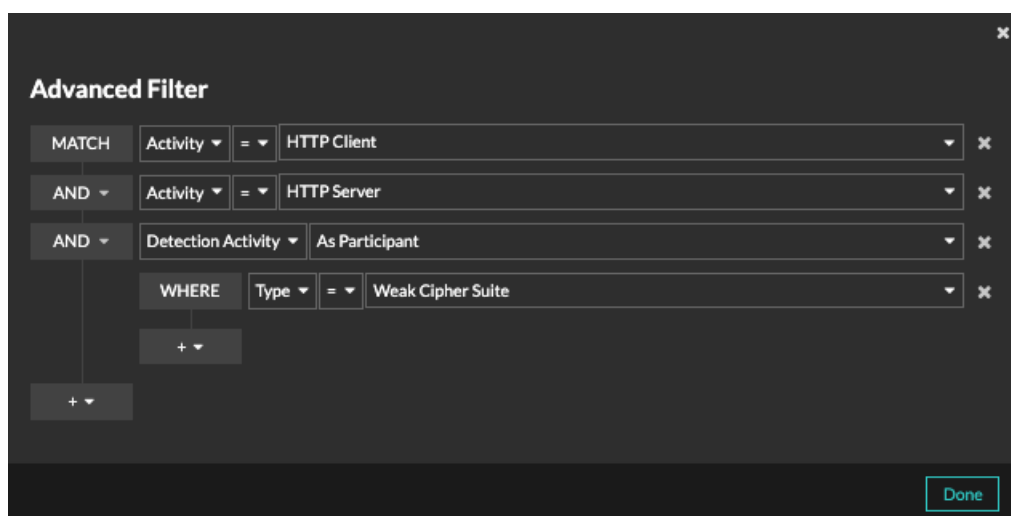 Advanced Filter
MATCH Activity = HTTP Client
AND Activity = HTTP Server
AND Detection Activity As Participant
WHERE Type = Weak Cipher Suite
+
+
Done